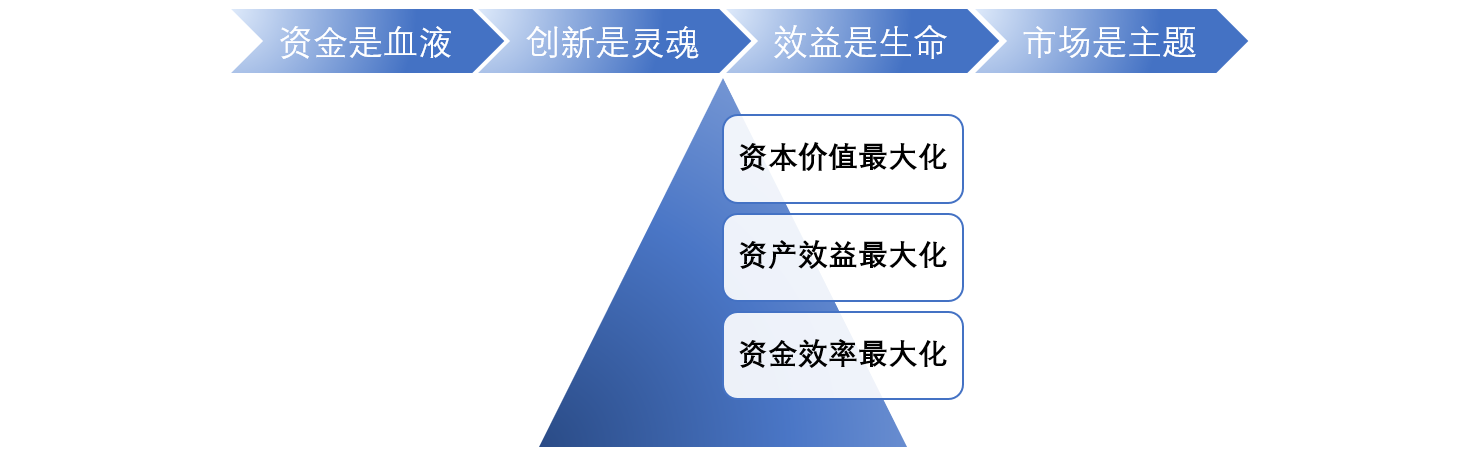 资金是血液
创新是灵魂
效益是生命
市场是主题
资本价值最大化
资产效益最大化
资金效率最大化